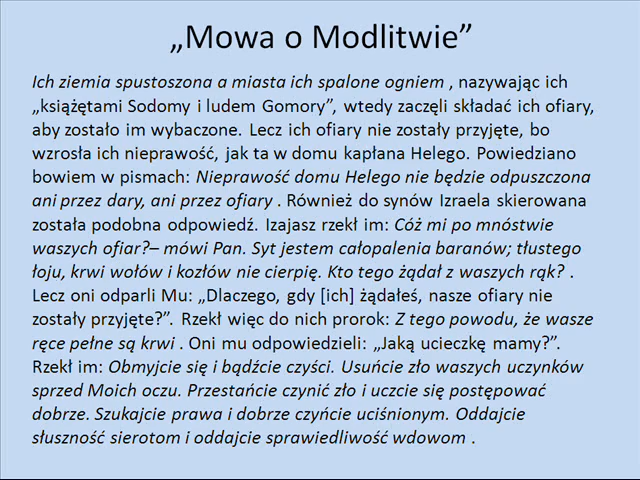 „Mowa o Modlitwie”
Ich ziemia spustoszona a miasta ich spalone ogniem , nazywając ich
„książętami Sodomy i ludem Gomory”, wtedy zaczęli składać ich ofiary,
aby zostało im wybaczone. Lecz ich ofiary nie zostały przyjęte, bo
wzrosła ich nieprawość, jak ta w domu kapłana Helego. Powiedziano
bowiem w pismach: Nieprawość domu Helego nie będzie odpuszczona
ani przez dary, ani przez ofiary . Również do synów Izraela skierowana
została podobna odpowiedź. Izajasz rzekł im: Cóż mi po mnóstwie
waszych ofiar?– mówi Pan. Syt jestem całopalenia baranów; tłustego
łoju, krwi wołów i kozłów nie cierpię. Kto tego żądał z waszych rąk? .
Lecz oni odparli Mu: „Dlaczego, gdy [ich] żądałeś, nasze ofiary nie
zostały przyjęte?”. Rzekł więc do nich prorok: Z tego powodu, że wasze
ręce pełne są krwi . Oni mu odpowiedzieli: „Jaką ucieczkę mamy?”.
Rzekł im: Obmyjcie się i bądźcie czyści. Usuńcie zło waszych uczynków
sprzed Moich oczu. Przestańcie czynić zło i uczcie się postępować
dobrze. Szukajcie prawa i dobrze czyńcie uciśnionym. Oddajcie
słuszność sierotom i oddajcie sprawiedliwość wdowom .